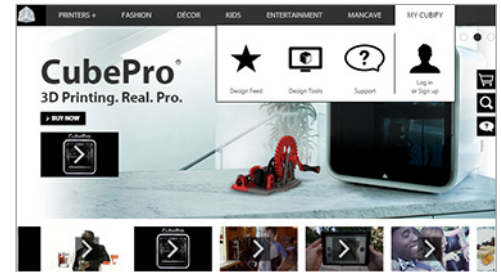 PRINTERS +
FASHION
DÉCOR
KIDS
ENTERTAINMENT
MANCAVE
MY CUBIFY
Design Feed
Design Tools
Support
Log in
or Sign up
CubePro®
3D Printing. Real. Pro.
> BUY NOW
CubePro
CubePro